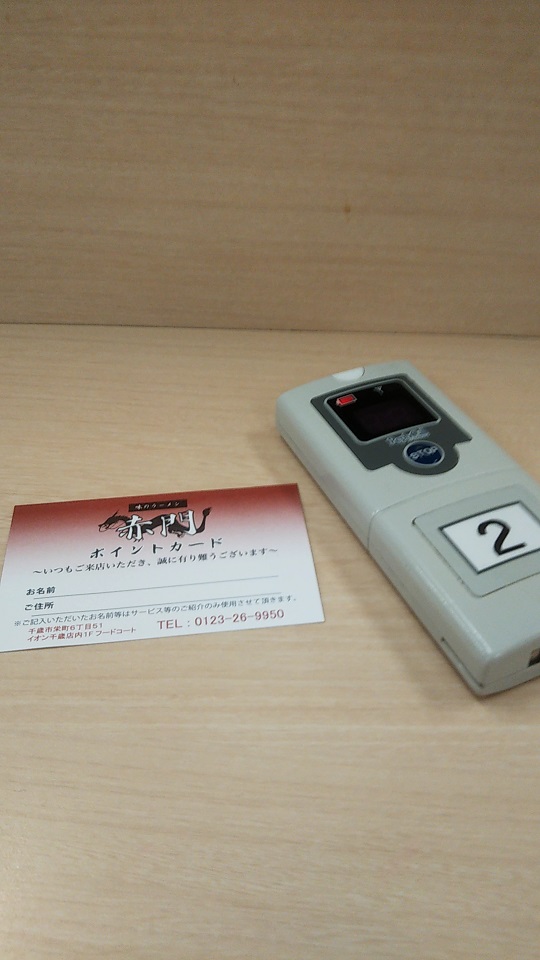 味のラーメン
赤門
ポイントカード
～いつもご来店いただき、誠に有り難うございます～
お名前
ご住所
※ご記入いただいたお名前等はサービス等のご紹介のみ使用させて頂きます。
千歳市栄町6丁目51
イオン千歳店内1Fフードコート
TEL：0123-26-9950
STOP
2